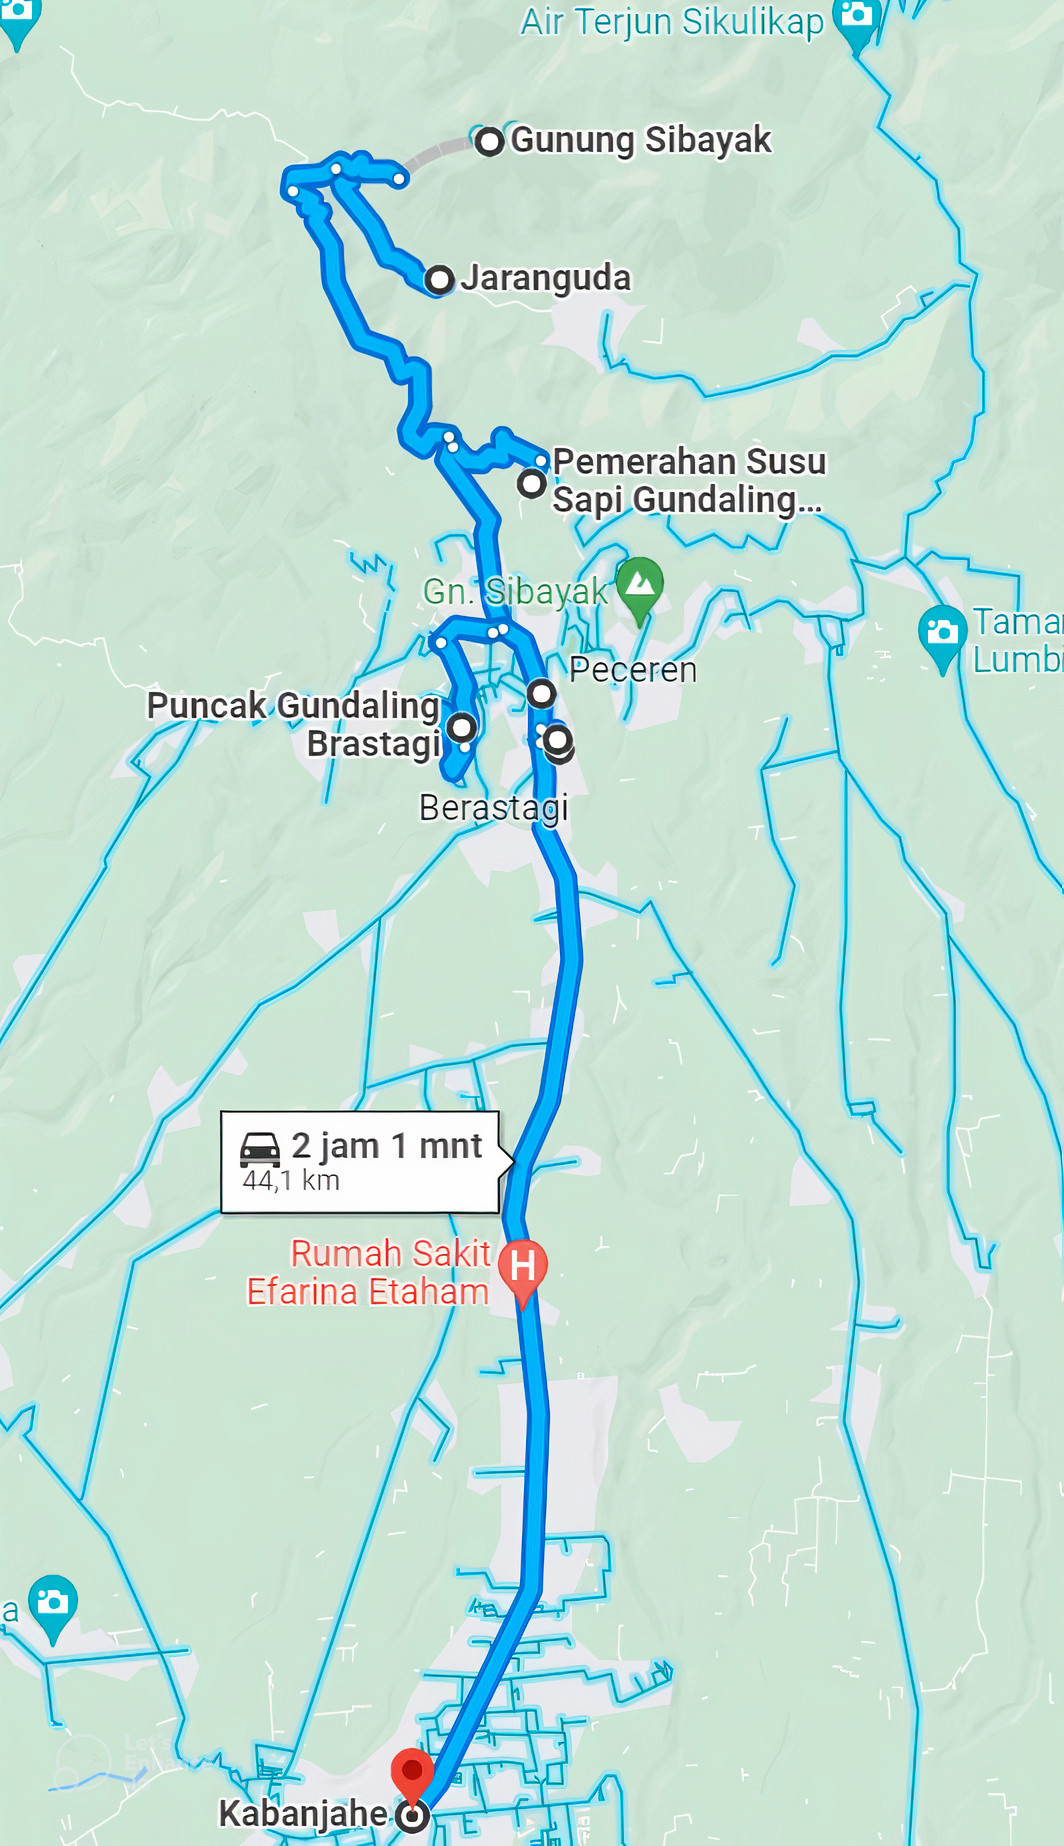 Air Terjun Sikulikap
Gunung Sibayak
Jaranguda
Pemerahan Susu
Sapi Gundaling...
Gn. Sibayak
Tama
Lumbi
Peceren
Puncak Gundaling
Brastagi
Berastagi
2 jam 1 mnt
44,1 km
Rumah Sakit
Efarina Etaham
H
a
Kabanjahe